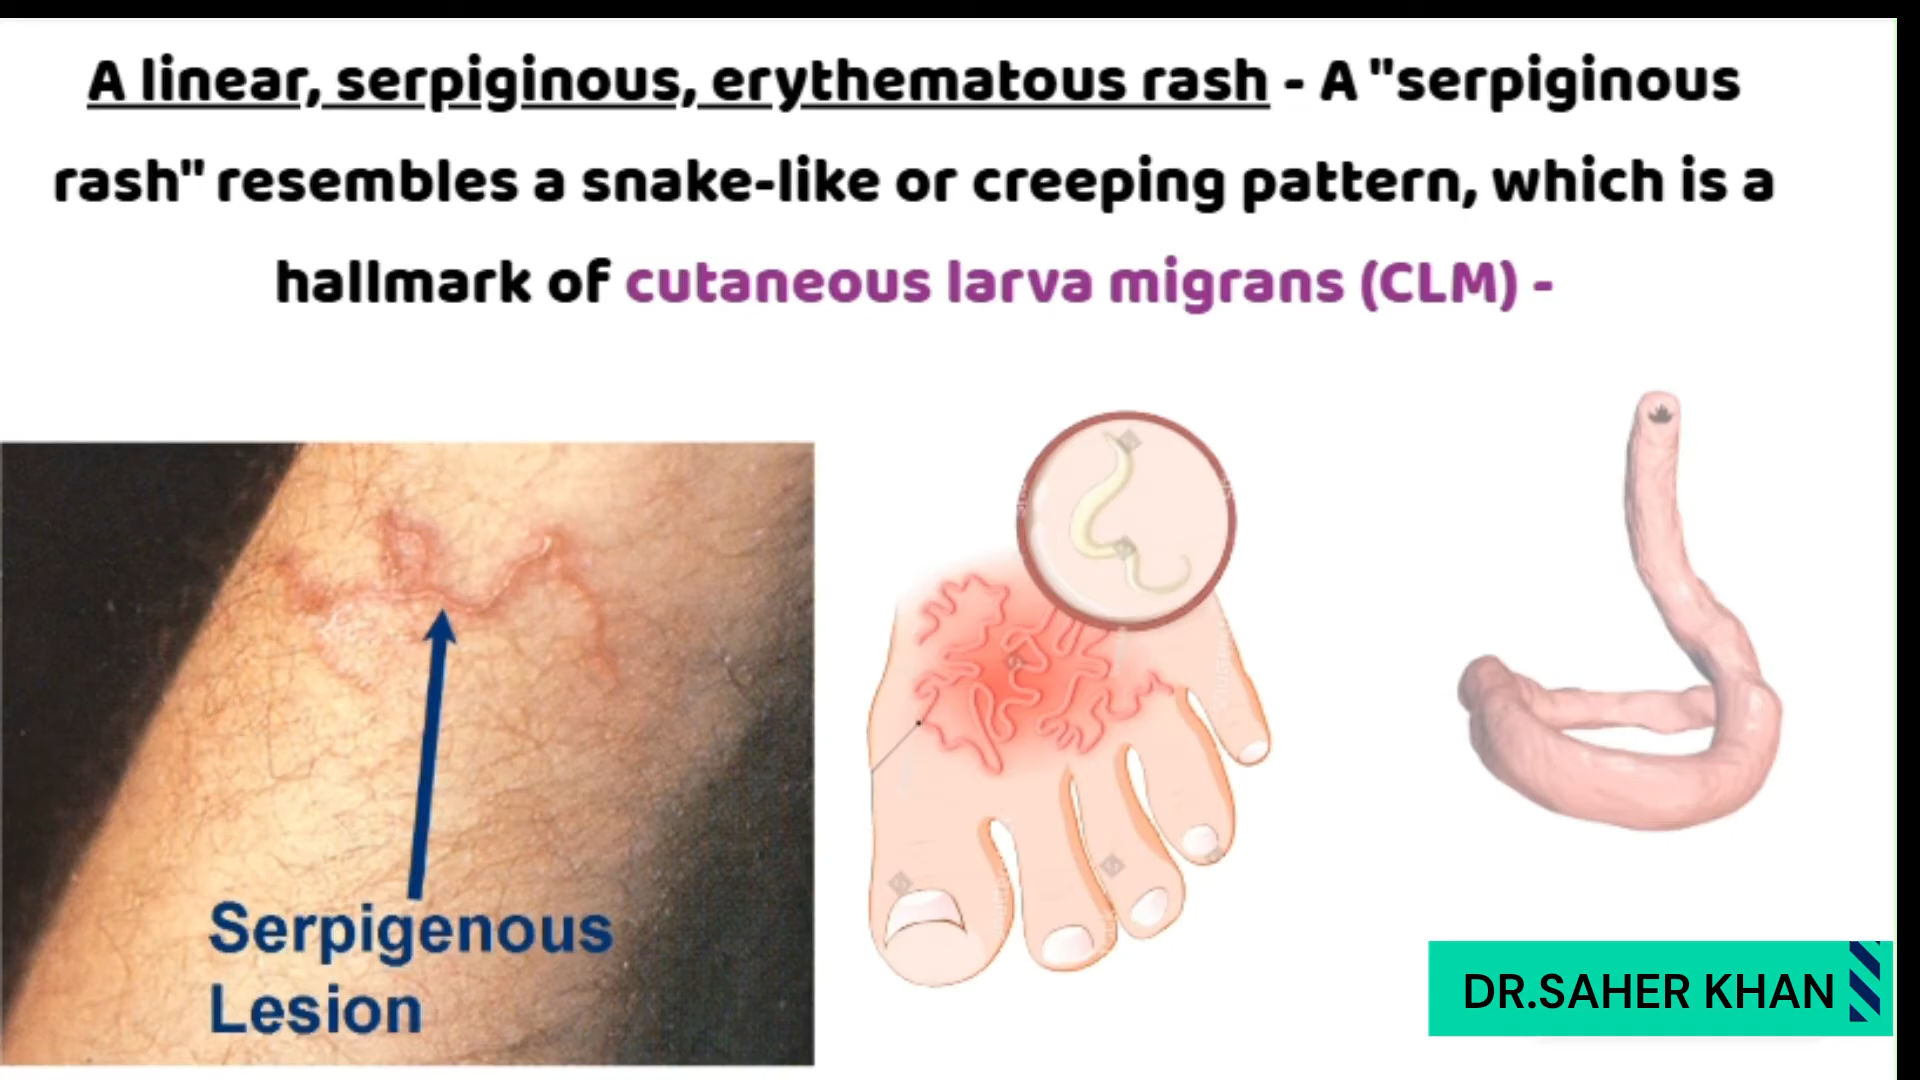 A linear, serpiginous, erythematous rash - A "serpiginous
rash" resembles a snake-like or creeping pattern, which is a
hallmark of cutaneous larva migrans (CLM) -
Serpigenous
Lesion
DR.SAHER KHAN